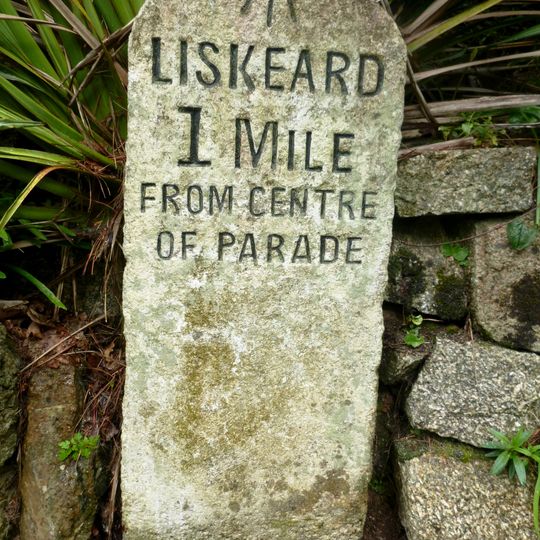 LISKEARD
1 MILE
FROM CENTRE
OF PARADE